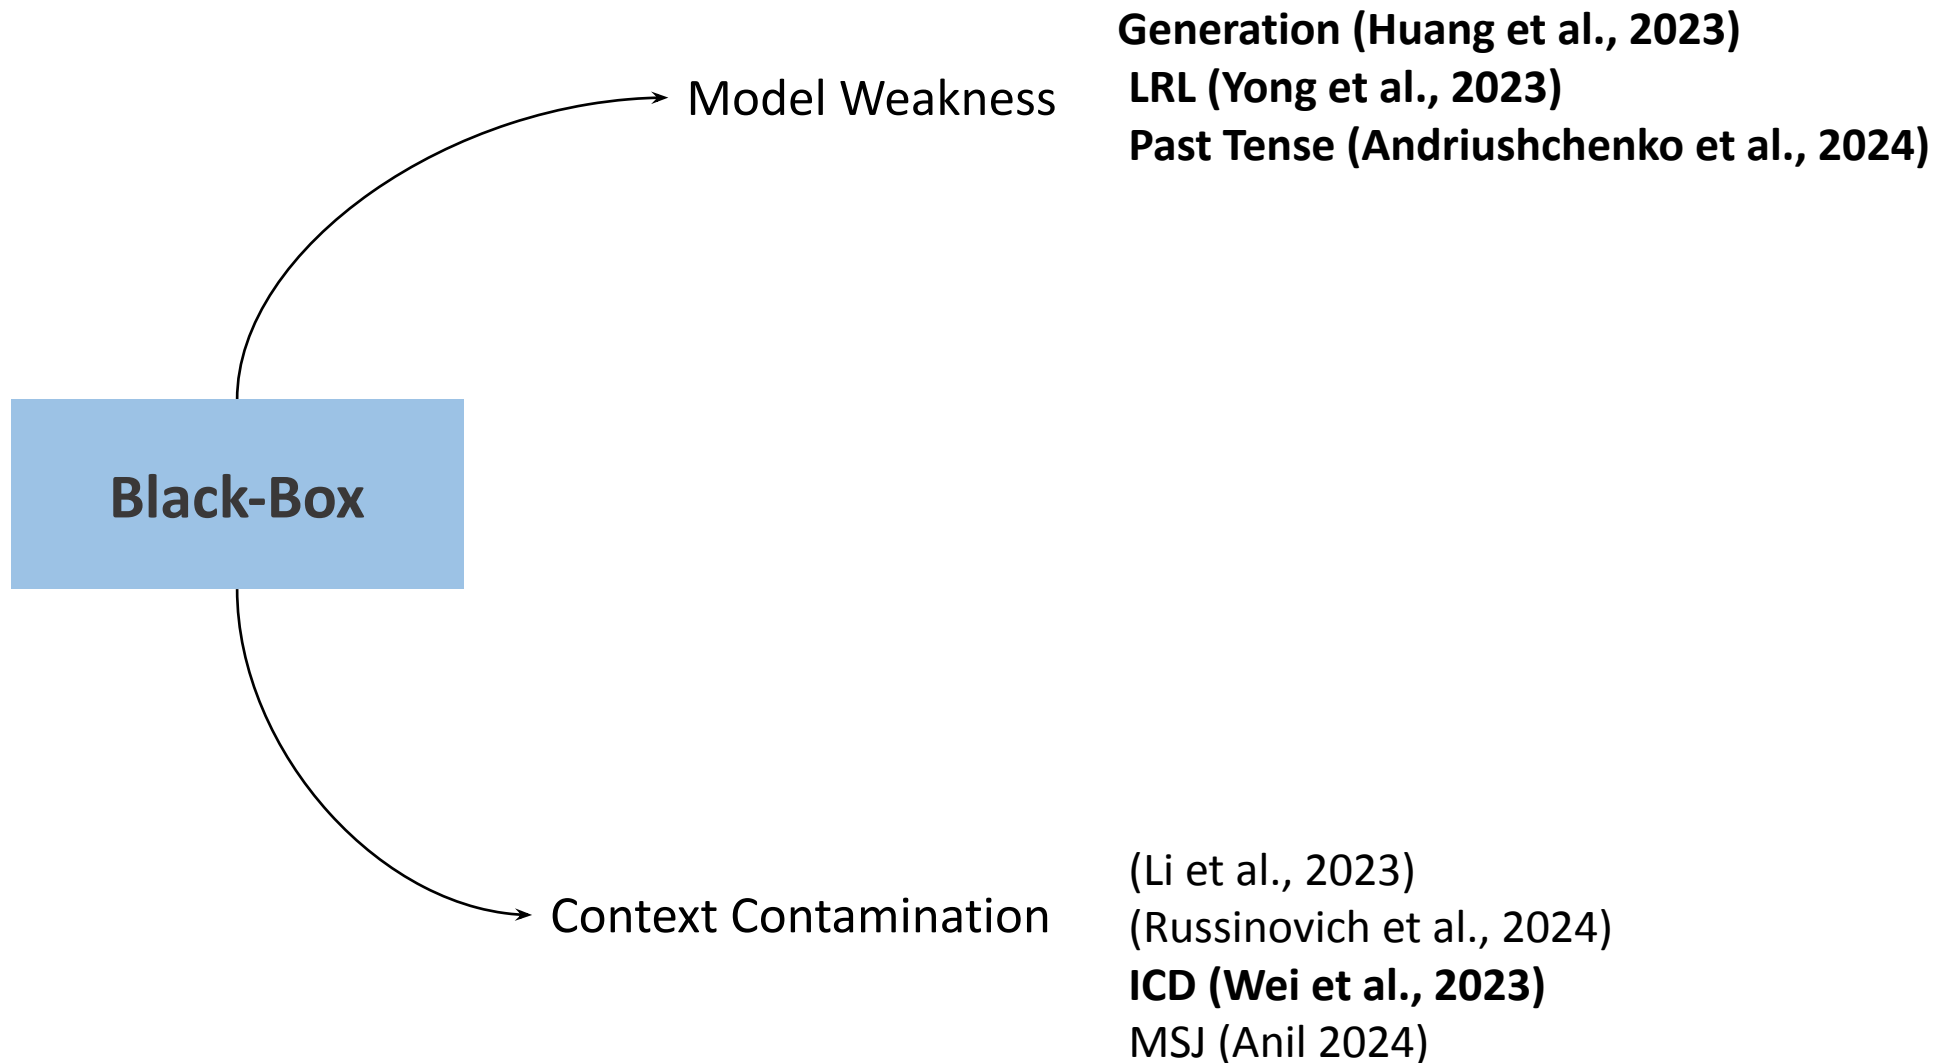 Generation (Huang et al., 2023)
Model Weakness
LRL (Yong et al., 2023)
Past Tense (Andriushchenko et al., 2024)
Black-Box
Context Contamination
(Li et al., 2023)
(Russinovich et al., 2024)
ICD (Wei et al., 2023)
MSJ (Anil 2024)